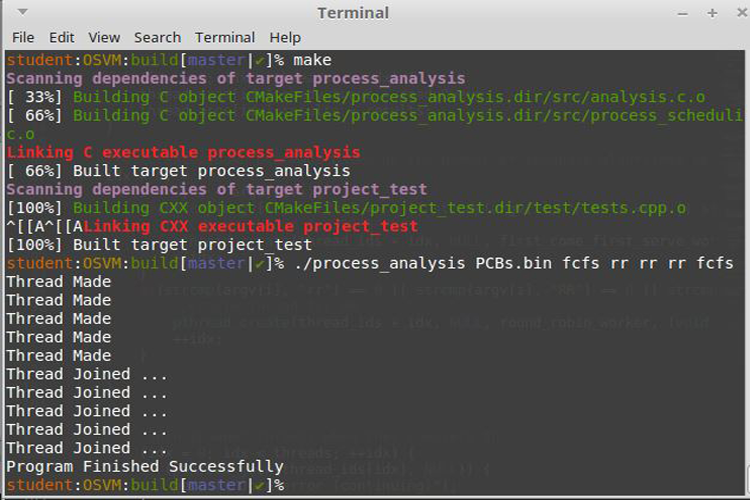 Terminal
File Edit View Search Terminal Help
student:OSVM:build[master|✔]% make
Scanning dependencies of target process_analysis
[ 33%] Building C object CMakeFiles/process_analysis.dir/src/analysis.c.o
[ 66%] Building C object CMakeFiles/process_analysis.dir/src/process_scheduli
c.o
Linking C executable process_analysis
[ 66%] Built target process_analysis
Scanning dependencies of target project_test
[100%] Building CXX object CMakeFiles/project_test.dir/test/tests.cpp.o
^[[A^[[ALinking CXX executable project_test
[100%] Built target project_test
student:OSVM:build[master|✔]% ./process_analysis PCBs.bin fcfs rr rr rr fcfs
Thread Made
Thread Made
Thread Made
Thread Made
Thread Made
Thread Joined ...
Thread Joined ...
Thread Joined ...
Thread Joined ...
Thread Joined ...
Program Finished Successfully
student:OSVM:build[master|✔]%